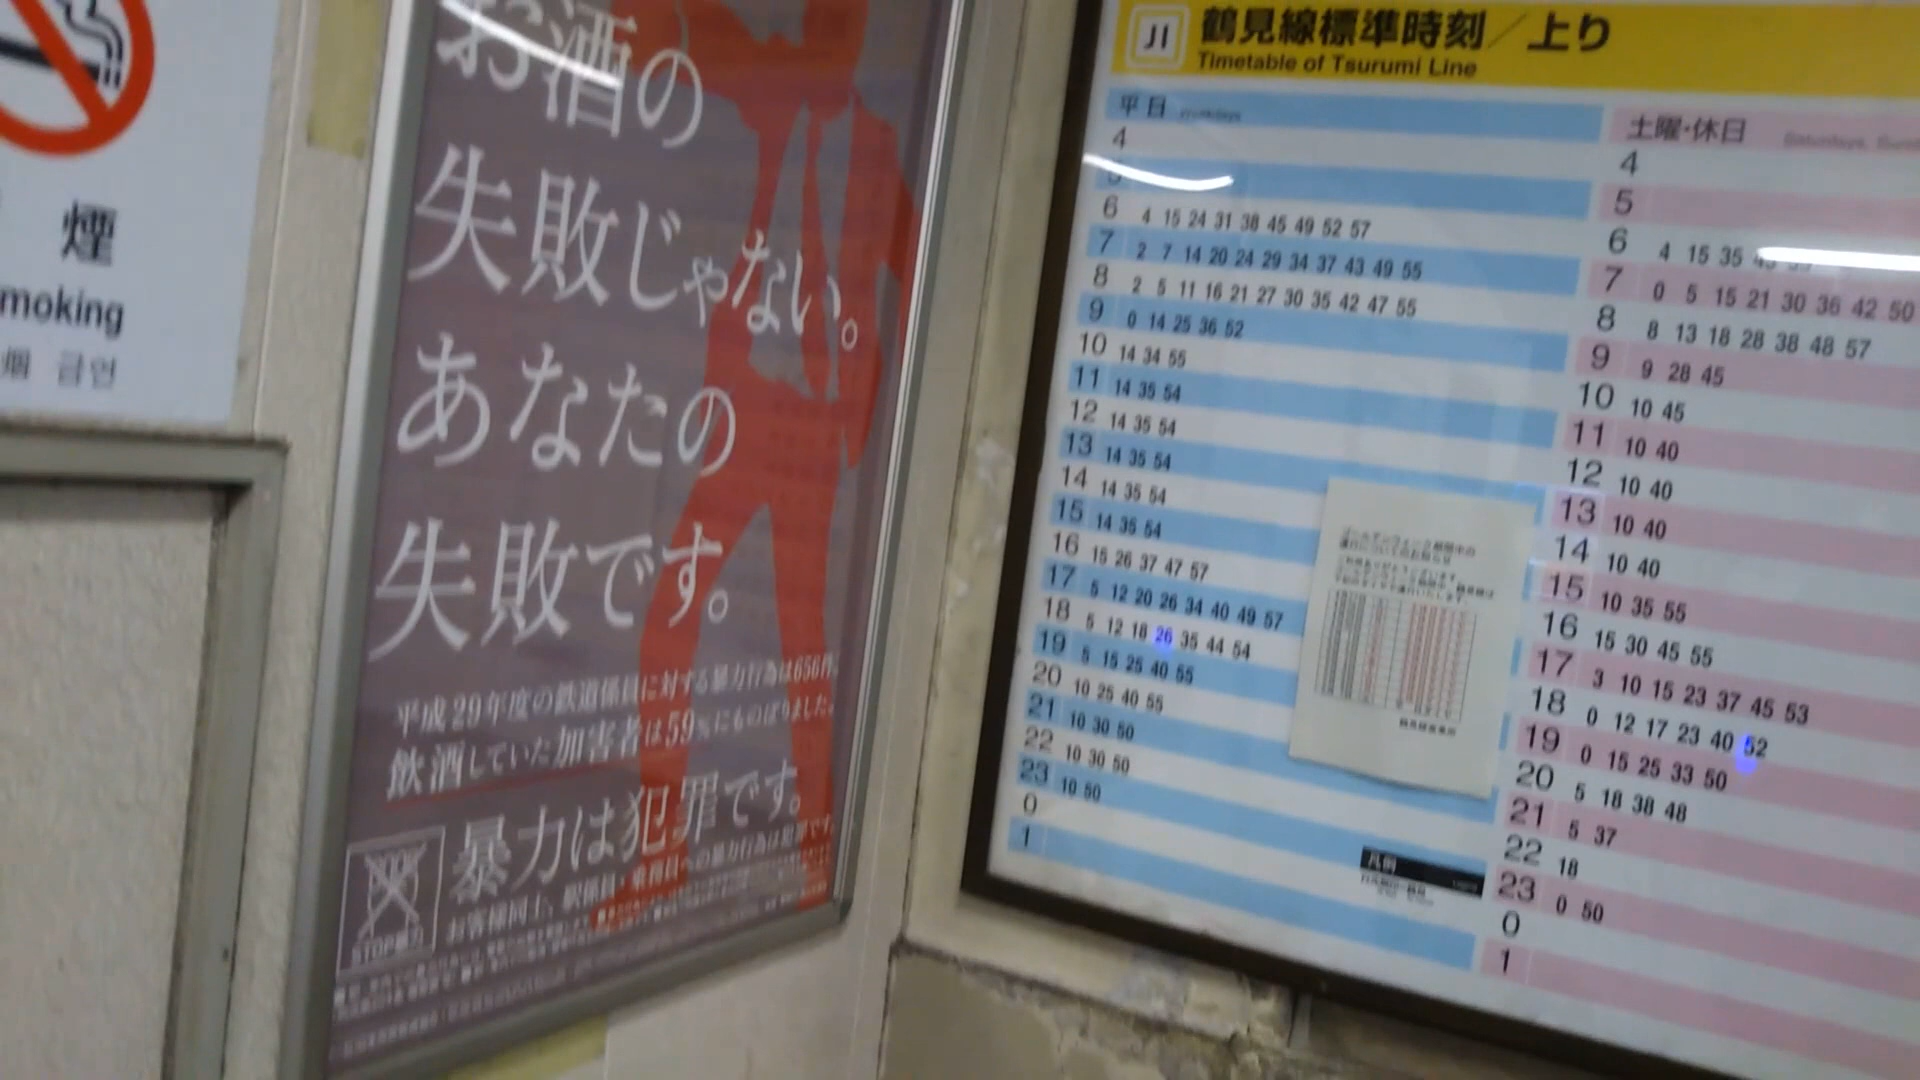 煙
moking
烟 금연
お酒の
失敗じゃない。
あなたの
失敗です。
平成29年度の鉄道係員に対する暴力行為は656件。
飲酒していた加害者は59%にものぼりました。
暴力は犯罪です。
STOP暴力
JI 鶴見線標準時刻/上り
Timetable of Tsurumi Line
平日 Weekdays
4
6 4 15 24 31 38 45 49 52 57
7 2 7 14 20 24 29 34 37 43 49 55
8 2 5 11 16 21 27 30 35 42 47 55
9 0 14 25 36 52
10 14 34 55
11 14 35 54
12 14 35 54
13 14 35 54
14 14 35 54
15 14 35 54
16 15 26 37 47 57
17 5 12 20 26 34 40 49 57
18 5 12 18 26 35 44 54
19 5 15 25 40 55
20 10 25 40 55
21 10 30 50
22 10 30 50
23 10 50
0
1
凡例
土曜・休日 Saturdays,
4
5
6 4 15 35
7 0 5 15 21 30 36 42 50
8 8 13 18 28 38 48 57
9 9 28 45
10 10 45
11 10 40
12 10 40
13 10 40
14 10 40
15 10 35 55
16 15 30 45 55
17 3 10 15 23 37 45 53
18 0 12 17 23 40 52
19 0 15 25 33 50
20 5 18 38 48
21 5 37
22 18
23 0 50
0
1